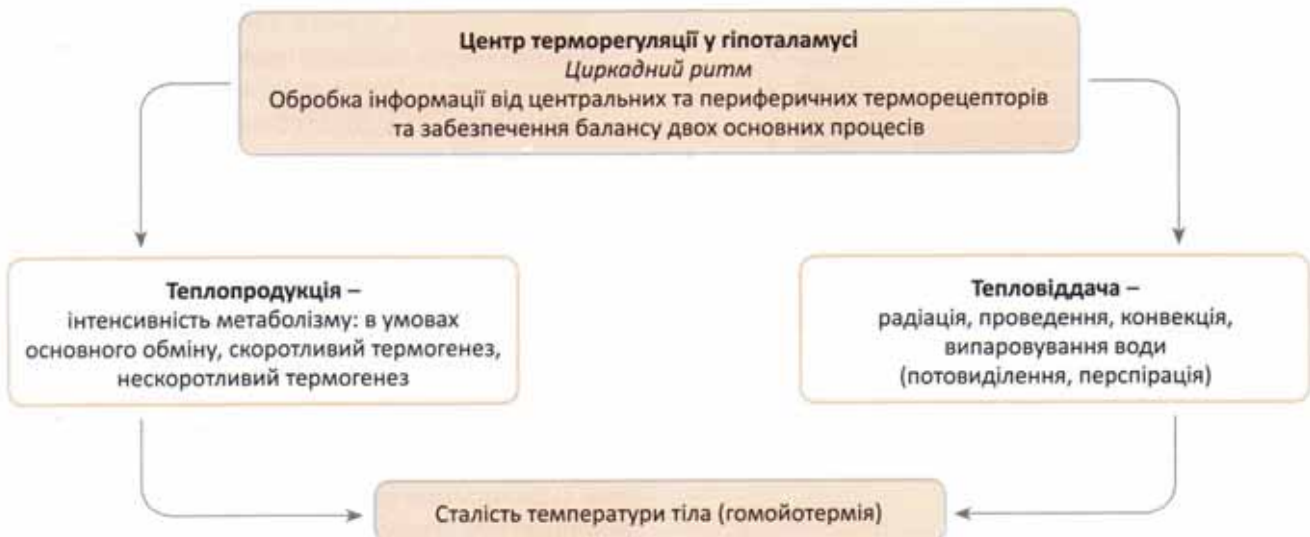 Центр терморегуляції у гіпоталамусі
Циркадний ритм
Обробка інформації від центральних та периферичних терморецепторів
та забезпечення балансу двох основних процесів
Теплопродукція –
інтенсивність метаболізму: в умовах
основного обміну, скоротливий термогенез,
нескоротливий термогенез
Тепловіддача –
радіація, проведення, конвекція,
випаровування води
(потовиділення, перспірація)
Сталість температури тіла (гомойотермія)